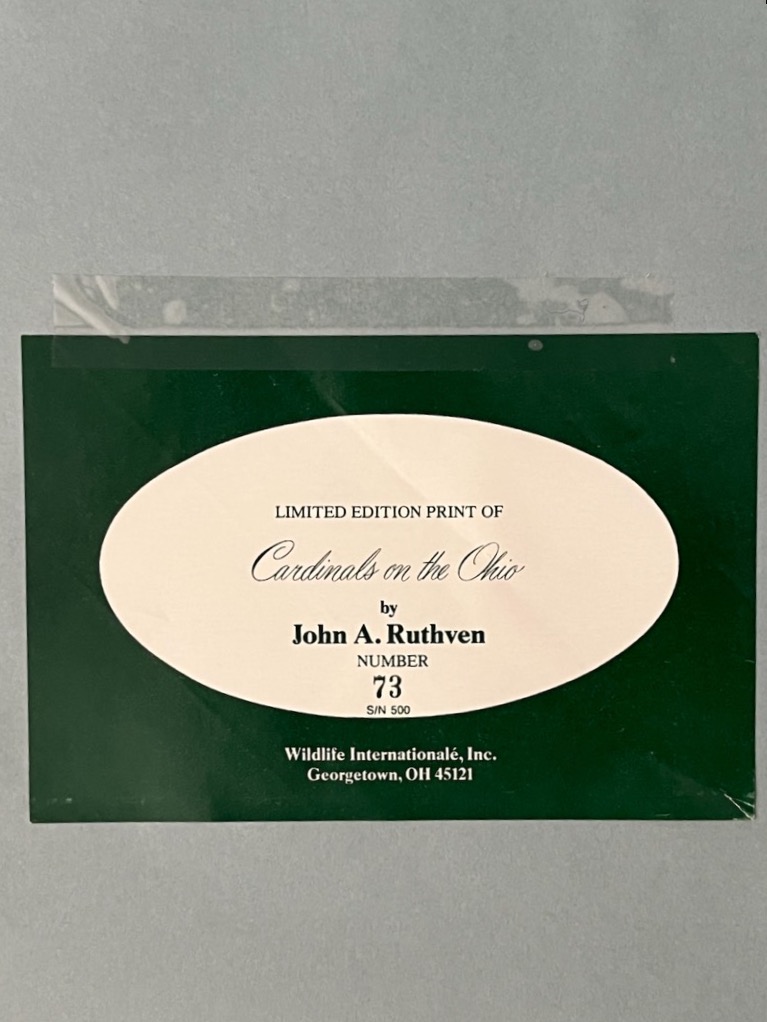 LIMITED EDITION PRINT OF
Cardinals on the Ohio
by
John A. Ruthven
NUMBER
73
S/N 500
Wildlife Internationalé, Inc.
Georgetown, OH 45121